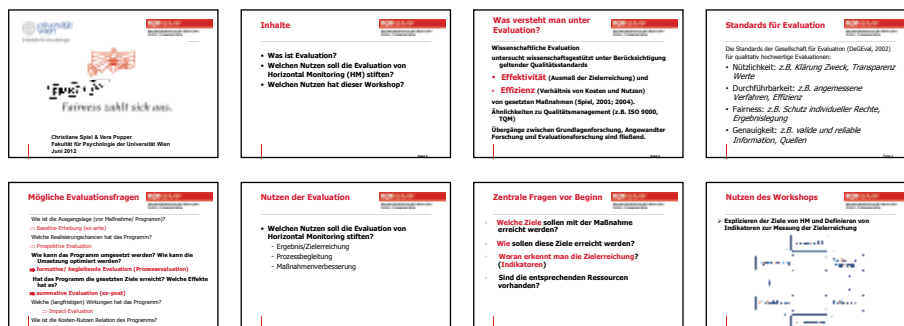 universität
wien
Fairness zahlt sich aus.
Christiane Spiel & Vera Popper
Fakultät für Psychologie der Universität Wien
Juni 2012
Inhalte
• Was ist Evaluation?
• Welchen Nutzen soll die Evaluation von
Horizontal Monitoring (HM) stiften?
• Welchen Nutzen hat dieser Workshop?
Was versteht man unter
Evaluation?
Wissenschaftliche Evaluation
untersucht wissenschaftsgestützt unter Berücksichtigung
geltender Qualitätsstandards
• Effektivität (Ausmaß der Zielerreichung) und
• Effizienz (Verhältnis von Kosten und Nutzen)
von gesetzten Maßnahmen (Spiel, 2001; 2004).
Ähnlichkeiten zu Qualitätsmanagement (z.B. ISO 9000,
TQM)
Übergänge zwischen Grundlagenforschung, Angewandter
Forschung und Evaluationsforschung sind fließend.
Standards für Evaluation
Die Standards der Gesellschaft für Evaluation (DeGEval, 2002)
für qualitativ hochwertige Evaluationen:
• Nützlichkeit: z.B. Klärung Zweck, Transparenz
Werte
• Durchführbarkeit: z.B. angemessene
Verfahren, Effizienz
• Fairness: z.B. Schutz individueller Rechte,
Ergebnislegung
• Genauigkeit: z.B. valide und reliable
Information, Quellen
Mögliche Evaluationsfragen
Wie ist die Ausgangslage (vor Maßnahme/ Programm)?
⇒ Baseline-Erhebung (ex-ante)
Welche Realisierungschancen hat das Programm?
⇒ Prospektive Evaluation
Wie kann das Programm umgesetzt werden? Wie kann die
Umsetzung optimiert werden?
⇒ formative/ begleitende Evaluation (Prozessevaluation)
Hat das Programm die gesetzten Ziele erreicht? Welche Effekte
hat es?
⇒ summative Evaluation (ex-post)
Welche (langfristigen) Wirkungen hat das Programm?
⇒ Impact-Evaluation
Wie ist die Kosten-Nutzen Relation des Programms?
Nutzen der Evaluation
• Welchen Nutzen soll die Evaluation von
Horizontal Monitoring stiften?
- Ergebnis/Zielerreichung
- Prozessbegleitung
- Maßnahmenverbesserung
Zentrale Fragen vor Beginn
Welche Ziele sollen mit der Maßnahme
erreicht werden?
Wie sollen diese Ziele erreicht werden?
Woran erkennt man die Zielerreichung?
(Indikatoren)
Sind die entsprechenden Ressourcen
vorhanden?
Nutzen des Workshops
➢ Explizieren der Ziele von HM und Definieren von
Indikatoren zur Messung der Zielerreichung